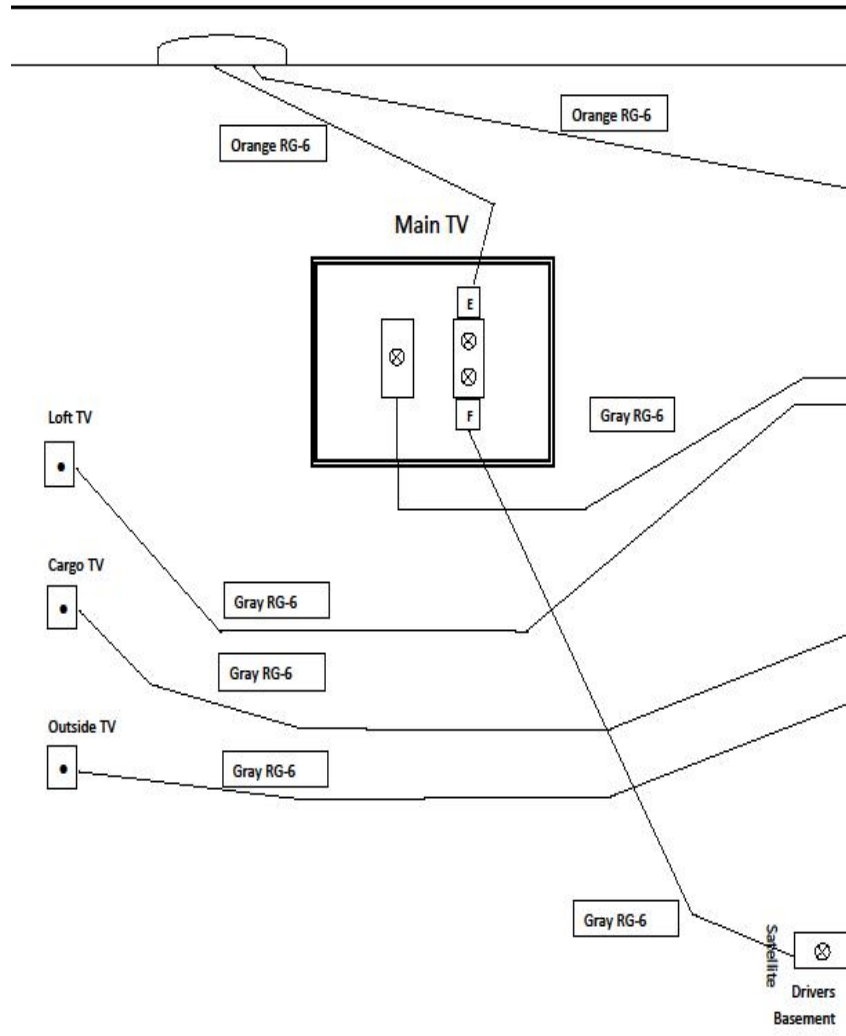 Orange RG-6
Orange RG-6
Main TV
E
F
Gray RG-6
Loft TV
Cargo TV
Gray RG-6
Gray RG-6
Outside TV
Gray RG-6
Gray RG-6
Satellite
Drivers
Basement